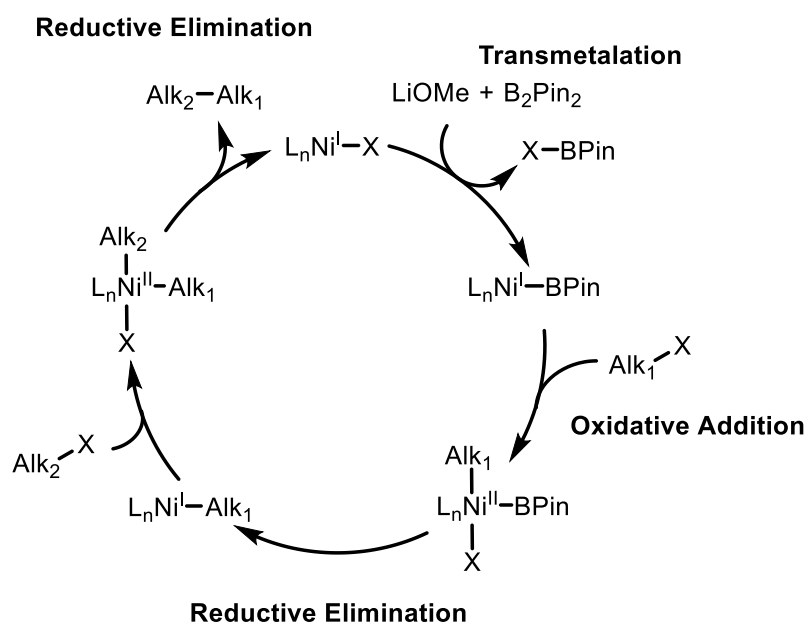 Reductive Elimination
Transmetalation
Alk2–Alk1
LiOMe + B2Pin2
LnNiI–X
X–BPin
Alk2
LnNiII–Alk1
X
LnNiI–BPin
Alk1–X
Oxidative Addition
Alk2–X
Alk1
LnNiI–Alk1
LnNiII–BPin
X
Reductive Elimination